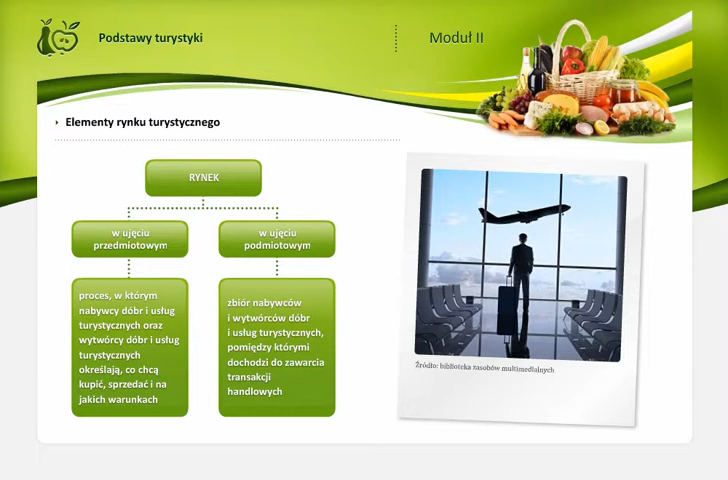 Podstawy turystyki
Moduł II
Elementy rynku turystycznego
RYNEK
w ujęciu
przedmiotowym
w ujęciu
podmiotowym
proces, w którym
nabywcy dóbr i usług
turystycznych oraz
wytwórcy dóbr i usług
turystycznych
określają, co chcą
kupić, sprzedać i na
jakich warunkach
zbiór nabywców
i wytwórców dóbr
i usług turystycznych,
pomiędzy którymi
dochodzi do zawarcia
transakcji
handlowych
Źródło: biblioteka zasobów multimedialnych